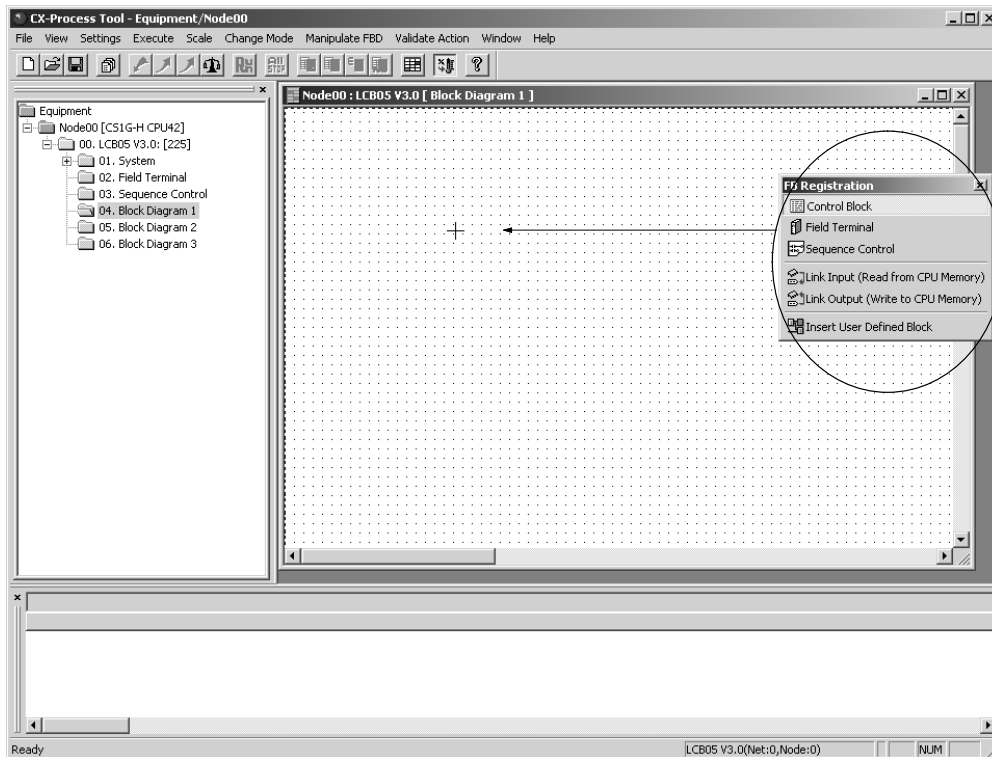 CX-Process Tool - Equipment/Node00
File View Settings Execute Scale Change Mode Manipulate FBD Validate Action Window Help
Equipment
Node00 [CS1G-H CPU42]
00. LCB05 V3.0: [225]
01. System
02. Field Terminal
03. Sequence Control
04. Block Diagram 1
05. Block Diagram 2
06. Block Diagram 3
Node00 : LCB05 V3.0 [ Block Diagram 1 ]
FB Registration
Control Block
Field Terminal
Sequence Control
Link Input (Read from CPU Memory)
Link Output (Write to CPU Memory)
Insert User Defined Block
Ready
LCB05 V3.0(Net:0,Node:0)
NUM